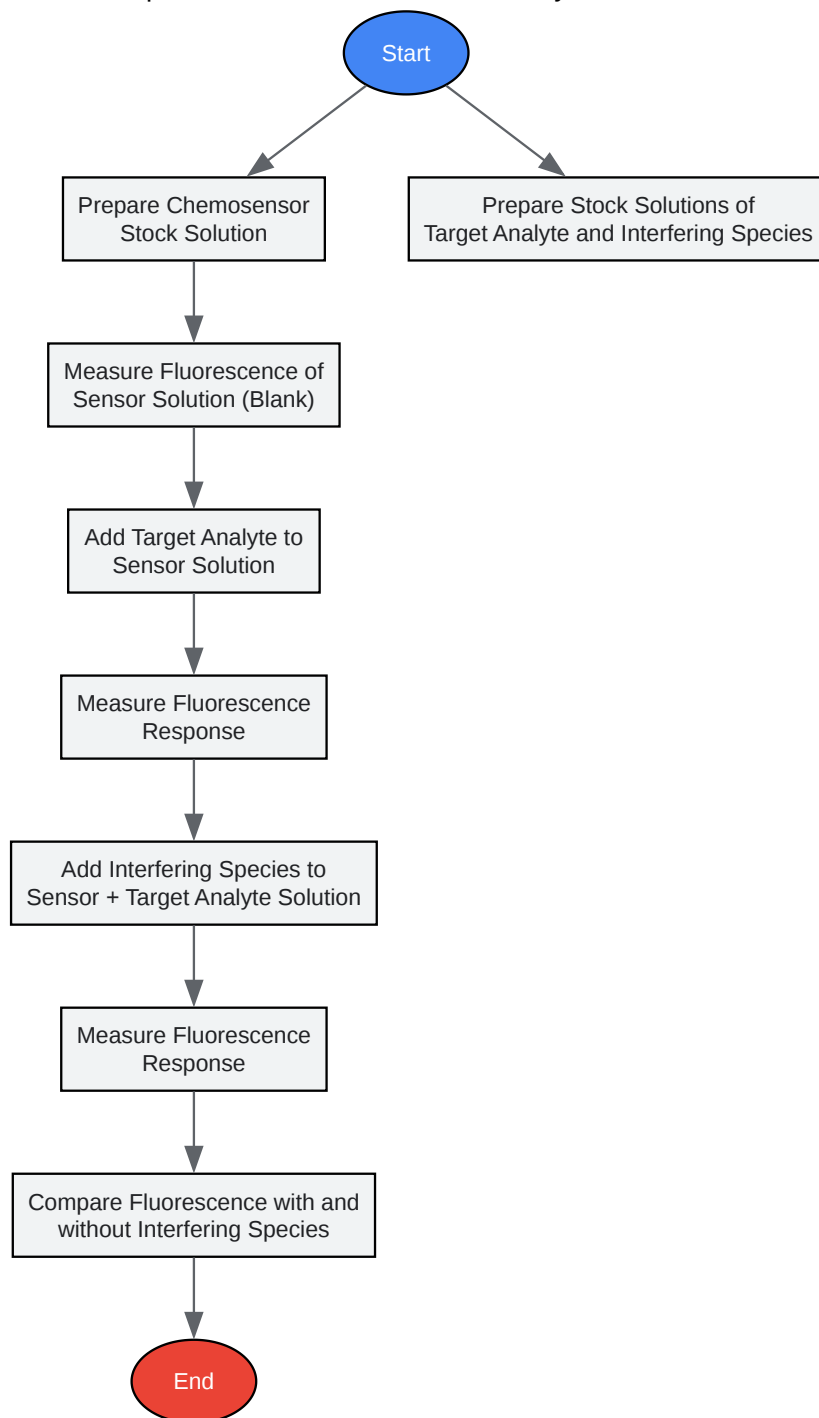 Start
Prepare Chemosensor
Stock Solution
Prepare Stock Solutions of
Target Analyte and Interfering Species
Measure Fluorescence of
Sensor Solution (Blank)
Add Target Analyte to
Sensor Solution
Measure Fluorescence
Response
Add Interfering Species to
Sensor + Target Analyte Solution
Measure Fluorescence
Response
Compare Fluorescence with and
without Interfering Species
End